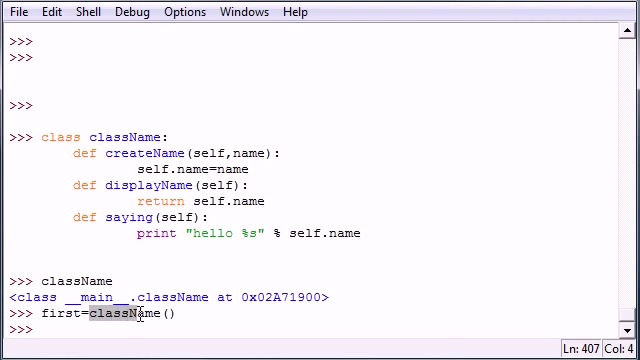 File Edit Shell Debug Options Windows Help
>>>
>>>
>>>
>>> class className:
def createName(self,name):
self.name=name
def displayName(self):
return self.name
def saying(self):
print "hello %s" % self.name
>>> className
<class __main__.className at 0x02A71900>
>>> first=className()
>>>
Ln: 407 Col: 4